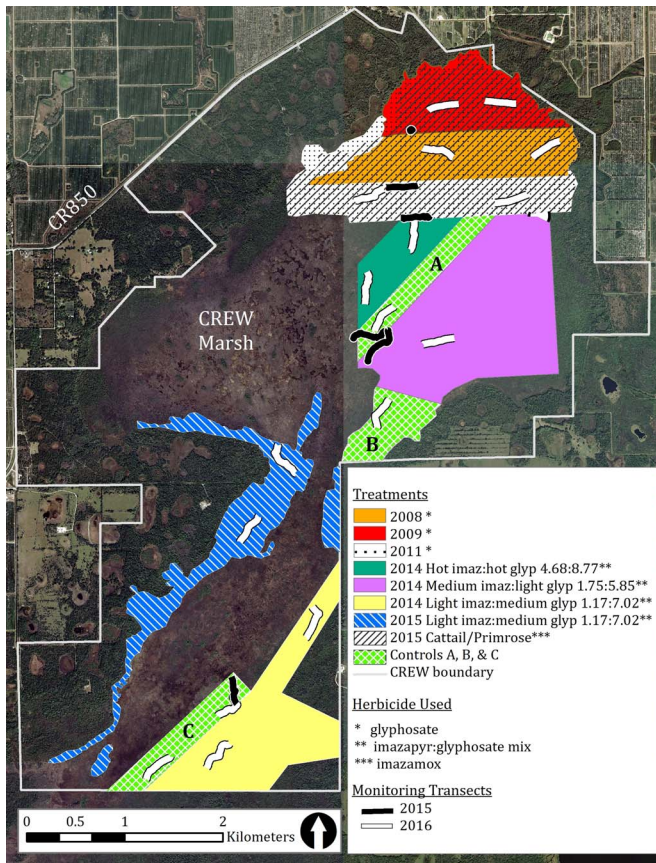 CR850
A
CREW
Marsh
B
C
Treatments
2008 *
2009 *
2011 *
2014 Hot imaz:hot glyp 4.68:8.77**
2014 Medium imaz:light glyp 1.75:5.85**
2014 Light imaz:medium glyp 1.17:7.02**
2015 Light imaz:medium glyp 1.17:7.02**
2015 Cattail/Primrose***
Controls A, B, & C
CREW boundary
Herbicide Used
* glyphosate
** imazapyr:glyphosate mix
*** imazamox
Monitoring Transects
2015
2016
0 0.5 1 2
Kilometers